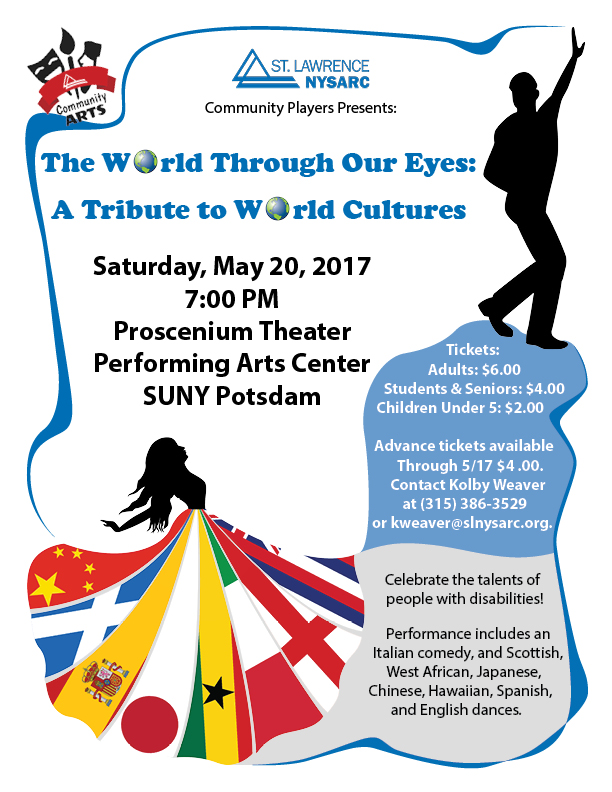 Community
ARTS
ST. LAWRENCE
NYSARC
Community Players Presents:
The World Through Our Eyes:
A Tribute to World Cultures
Saturday, May 20, 2017
7:00 PM
Proscenium Theater
Performing Arts Center
SUNY Potsdam
Tickets:
Adults: $6.00
Students & Seniors: $4.00
Children Under 5: $2.00
Advance tickets available
Through 5/17 $4 .00.
Contact Kolby Weaver
at (315) 386-3529
or kweaver@slnysarc.org.
Celebrate the talents of
people with disabilities!
Performance includes an
Italian comedy, and Scottish,
West African, Japanese,
Chinese, Hawaiian, Spanish,
and English dances.